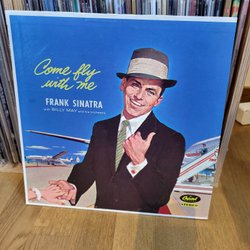 Come fly
with me
FRANK SINATRA
with BILLY MAY and his orchestra
Capitol
STEREO